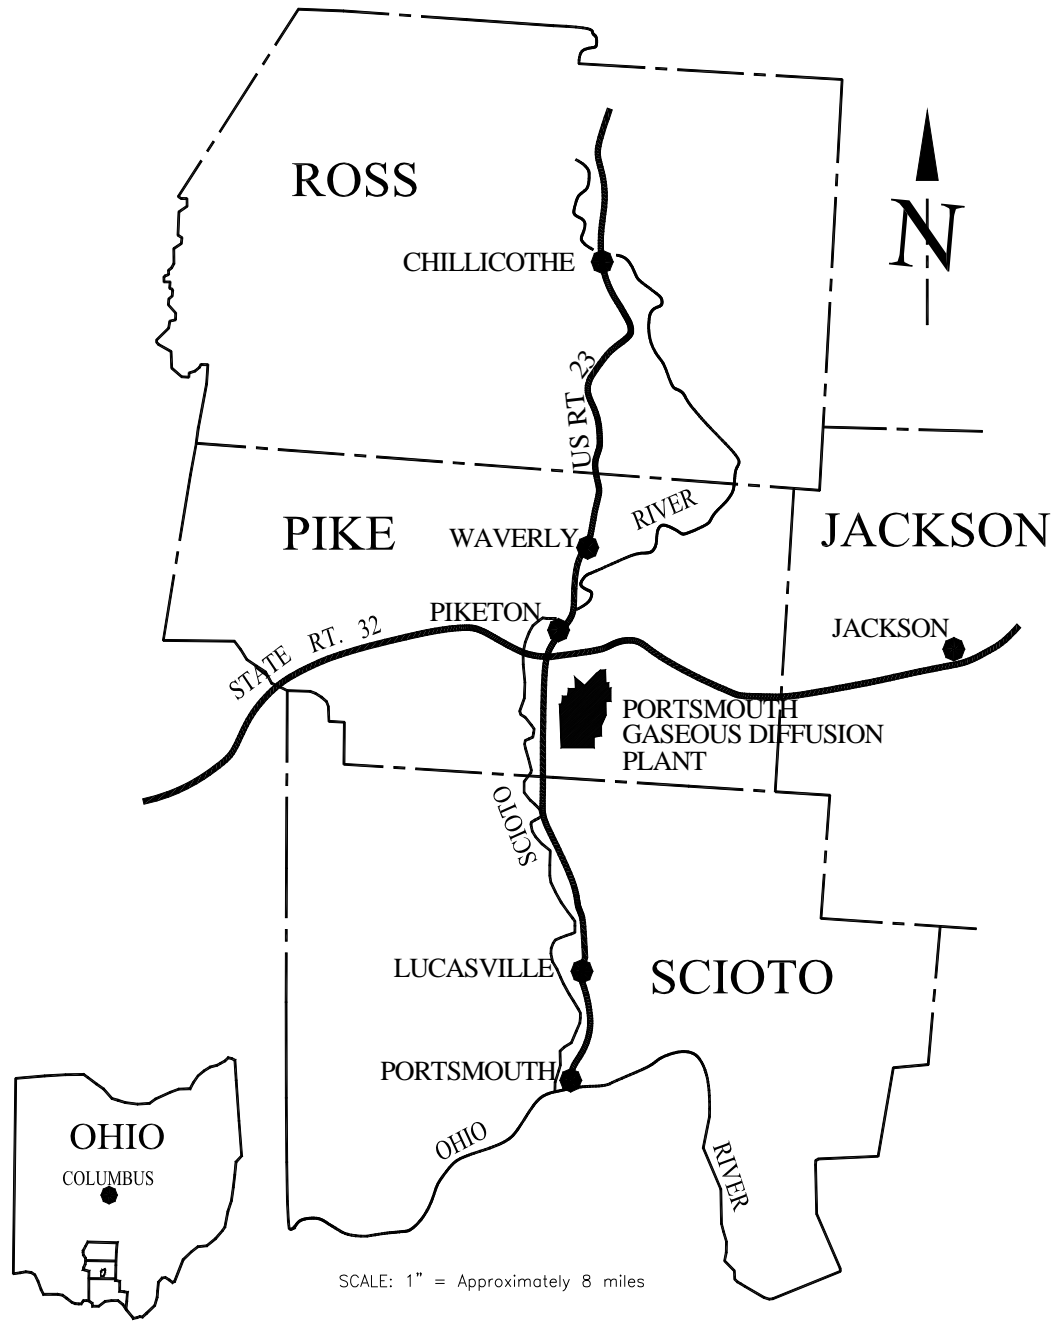 ROSS
N
CHILLICOTHE
US RT 23
RIVER
PIKE
WAVERLY
JACKSON
PIKETON
STATE RT. 32
JACKSON
PORTSMOUTH
GASEOUS DIFFUSION
PLANT
SCIOTO
LUCASVILLE
SCIOTO
PORTSMOUTH
OHIO
RIVER
OHIO
COLUMBUS
SCALE: 1" = Approximately 8 miles